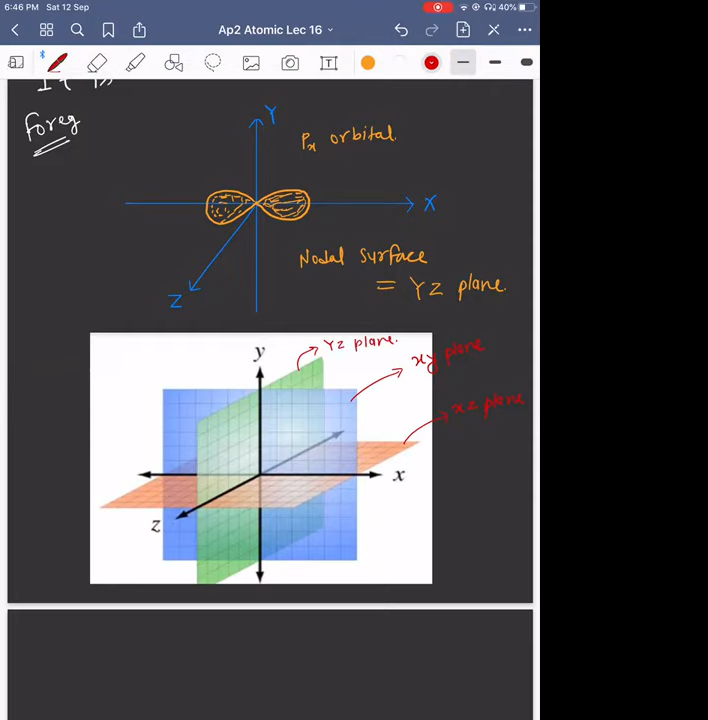 6:46 PM Sat 12 Sep
40%
Ap2 Atomic Lec 16
T
Foreg
Y
Px orbital.
X
Nodal surface
= YZ plane.
Z
Yz plane.
y
xy plane
xz plane
x
z